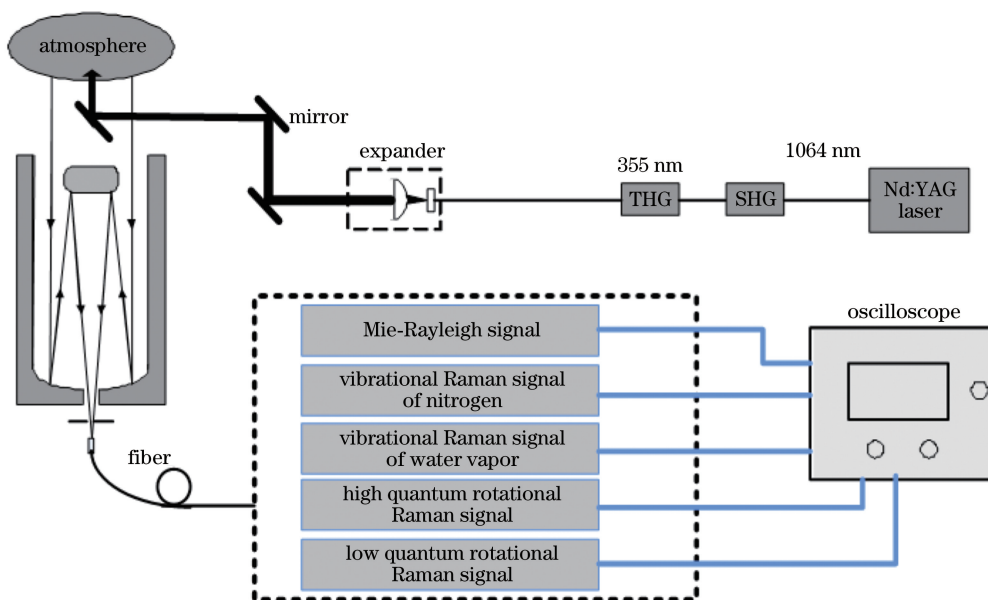 atmosphere
mirror
expander
355 nm
1064 nm
THG
SHG
Nd:YAG
laser
oscilloscope
Mie-Rayleigh signal
vibrational Raman signal
of nitrogen
vibrational Raman signal
of water vapor
high quantum rotational
Raman signal
low quantum rotational
Raman signal
fiber